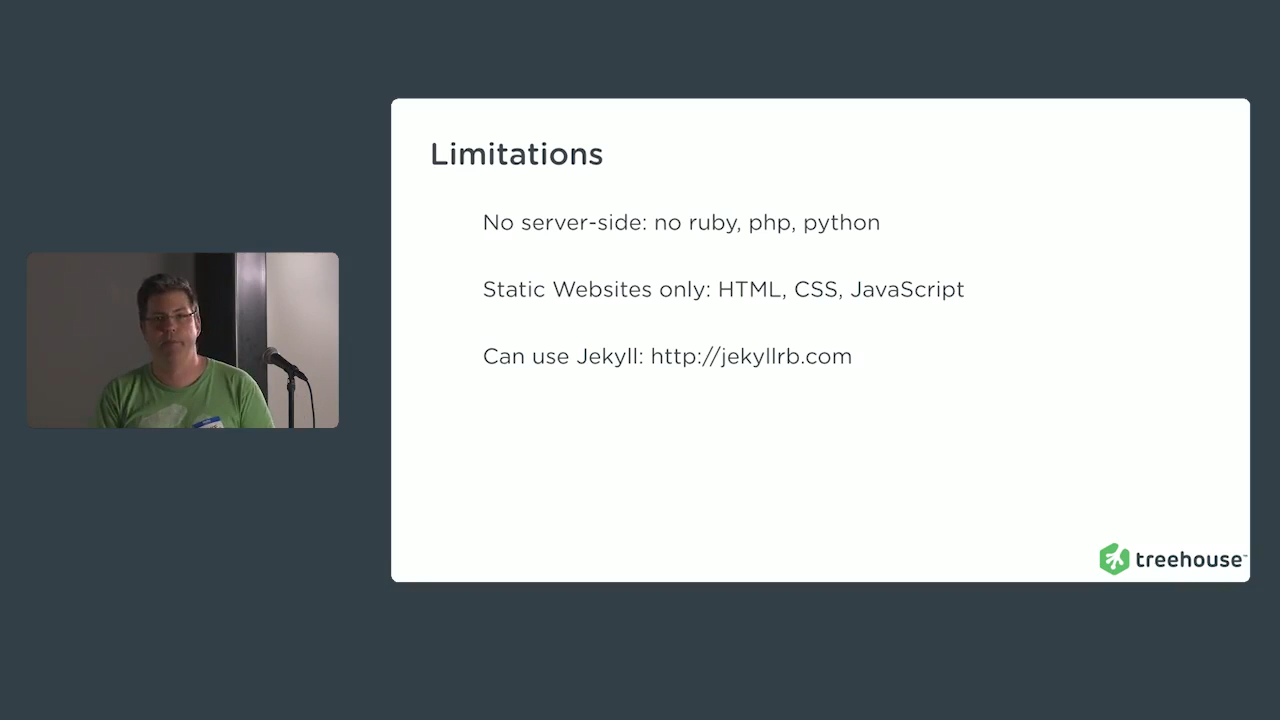 Limitations
No server-side: no ruby, php, python
Static Websites only: HTML, CSS, JavaScript
Can use Jekyll: http://jekyllrb.com
treehouse™